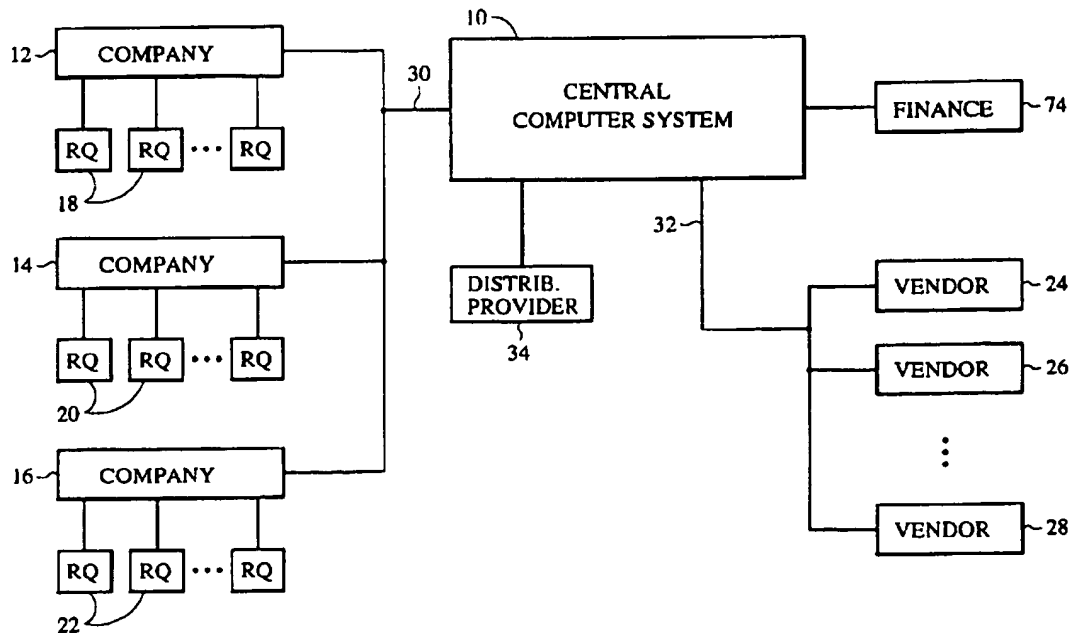 10
12 COMPANY
30
CENTRAL
COMPUTER SYSTEM
FINANCE 74
RQ RQ ••• RQ
18
32
14 COMPANY
DISTRIB.
PROVIDER
34
VENDOR 24
RQ RQ ••• RQ
20
VENDOR 26
16 COMPANY
VENDOR 28
RQ RQ ••• RQ
22